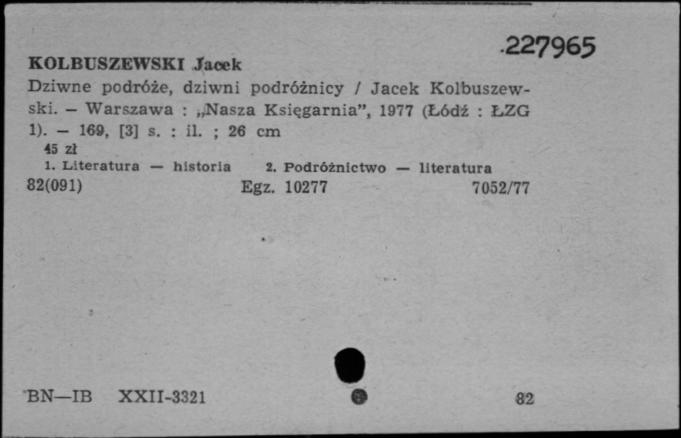 227965
KOLBUSZEWSKI Jacek
Dziwne podróże, dziwni podróżnicy / Jacek Kolbuszew-
ski. — Warszawa : „Nasza Księgarnia”, 1977 (Łódź : ŁZG
1). — 169, [3] s. : il. ; 26 cm
45 zł
1. Literatura — historia 2. Podróżnictwo — literatura
82(091) Egz. 10277 7052/77
BN—IB XXII-3321 82